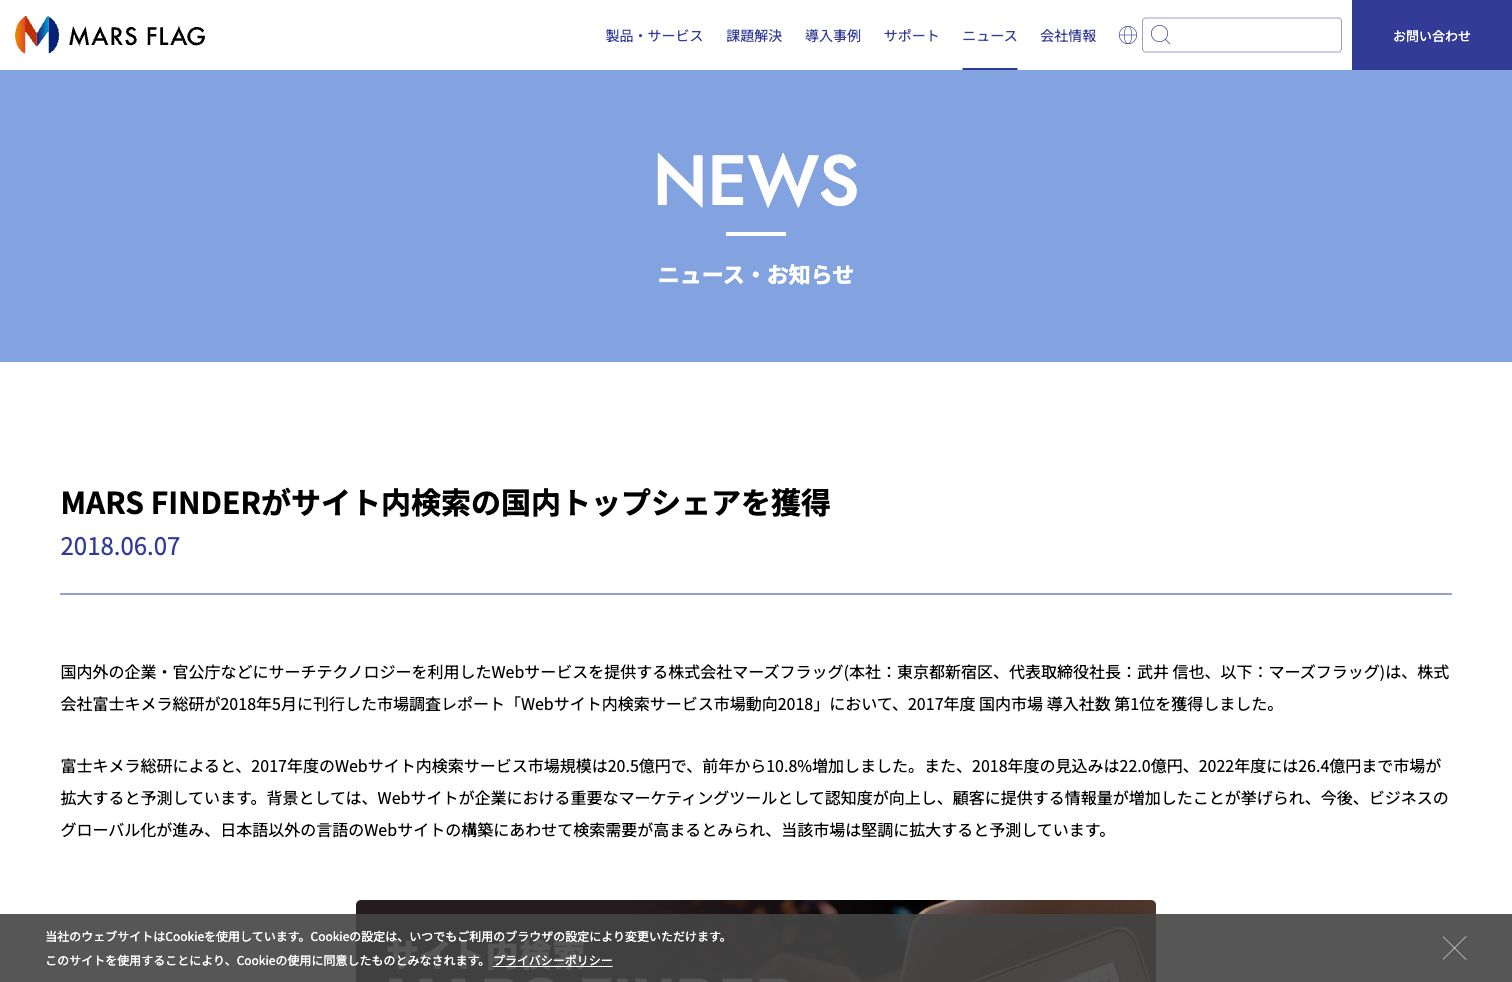 MARS FLAG
製品・サービス 課題解決 導入事例 サポート ニュース 会社情報 お問い合わせ
NEWS
ニュース・お知らせ
MARS FINDERがサイト内検索の国内トップシェアを獲得
2018.06.07
国内外の企業・官公庁などにサーチテクノロジーを利用したWebサービスを提供する株式会社マーズフラッグ(本社：東京都新宿区、代表取締役社長：武井 信也、以下：マーズフラッグ)は、株式
会社富士キメラ総研が2018年5月に刊行した市場調査レポート「Webサイト内検索サービス市場動向2018」において、2017年度 国内市場 導入社数 第1位を獲得しました。
富士キメラ総研によると、2017年度のWebサイト内検索サービス市場規模は20.5億円で、前年から10.8%増加しました。また、2018年度の見込みは22.0億円、2022年度には26.4億円まで市場が
拡大すると予測しています。背景としては、Webサイトが企業における重要なマーケティングツールとして認知度が向上し、顧客に提供する情報量が増加したことが挙げられ、今後、ビジネスの
グローバル化が進み、日本語以外の言語のWebサイトの構築にあわせて検索需要が高まるとみられ、当該市場は堅調に拡大すると予測しています。
サイト内検索
当社のウェブサイトはCookieを使用しています。Cookieの設定は、いつでもご利用のブラウザの設定により変更いただけます。
このサイトを使用することにより、Cookieの使用に同意したものとみなされます。 プライバシーポリシー